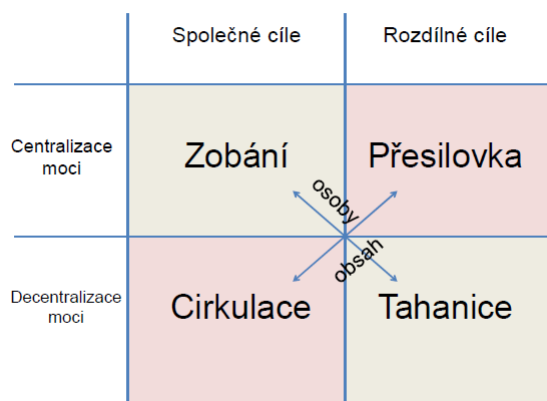 Společné cíle
Rozdílné cíle
Centralizace
moci
Zobání
Přesilovka
osoby
obsah
Decentralizace
moci
Cirkulace
Tahanice